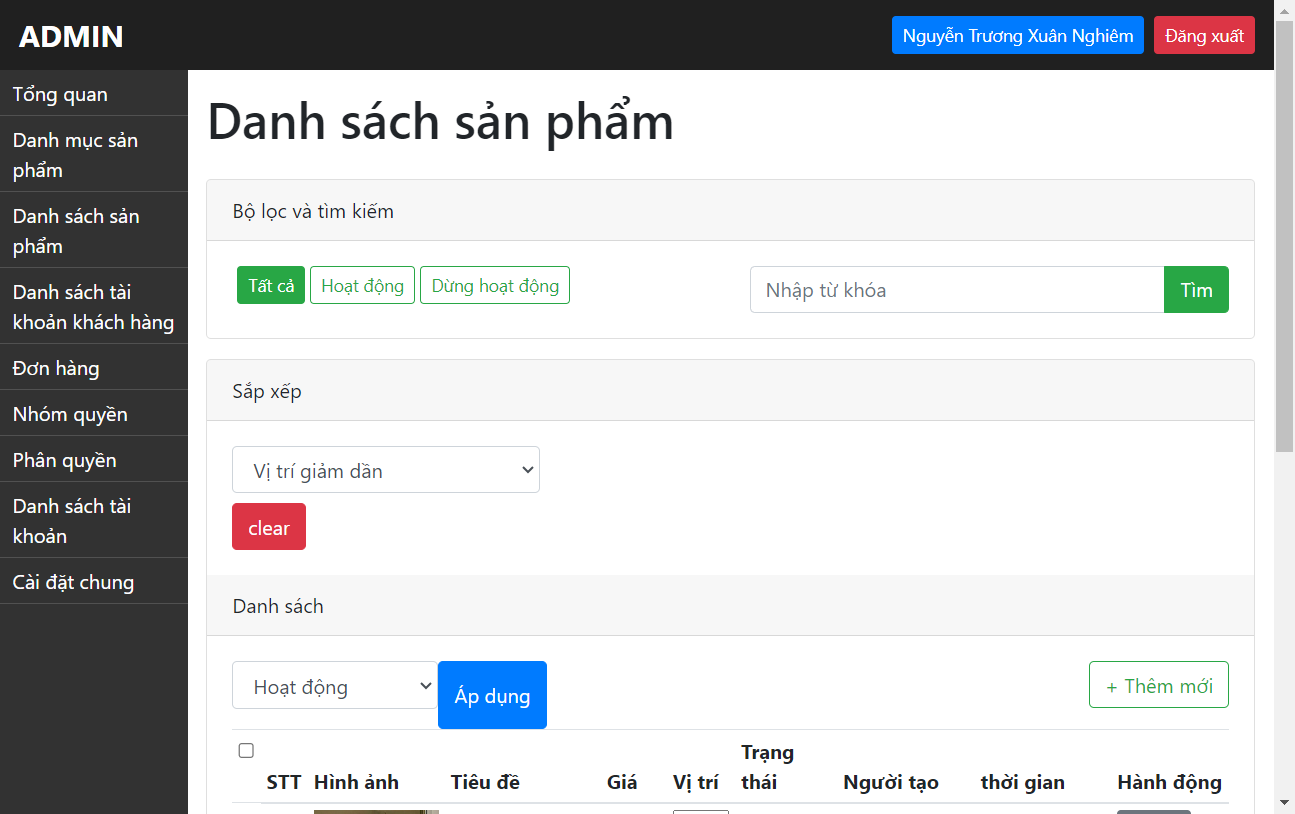 ADMIN
Nguyễn Trương Xuân Nghiêm
Đăng xuất
Tổng quan
Danh mục sản
phẩm
Danh sách sản
phẩm
Danh sách tài
khoản khách hàng
Đơn hàng
Nhóm quyền
Phân quyền
Danh sách tài
khoản
Cài đặt chung
Danh sách sản phẩm
Bộ lọc và tìm kiếm
Tất cả
Hoạt động
Dừng hoạt động
Nhập từ khóa
Tìm
Sắp xếp
Vị trí giảm dần
clear
Danh sách
Hoạt động
Áp dụng
+ Thêm mới
STT
Hình ảnh
Tiêu đề
Giá
Vị trí
Trạng
thái
Người tạo
thời gian
Hành động